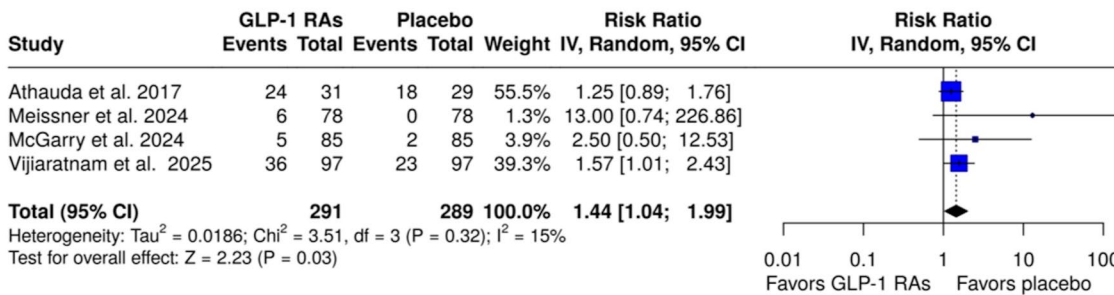 GLP-1 RAs Placebo Risk Ratio Risk Ratio
Study Events Total Events Total Weight IV, Random, 95% CI IV, Random, 95% CI
Athauda et al. 2017 24 31 18 29 55.5% 1.25 [0.89; 1.76]
Meissner et al. 2024 6 78 0 78 1.3% 13.00 [0.74; 226.86]
McGarry et al. 2024 5 85 2 85 3.9% 2.50 [0.50; 12.53]
Vijiaratnam et al. 2025 36 97 23 97 39.3% 1.57 [1.01; 2.43]
Total (95% CI) 291 289 100.0% 1.44 [1.04; 1.99]
Heterogeneity: Tau² = 0.0186; Chi² = 3.51, df = 3 (P = 0.32); I² = 15%
Test for overall effect: Z = 2.23 (P = 0.03)
0.01 0.1 1 10 100
Favors GLP-1 RAs Favors placebo